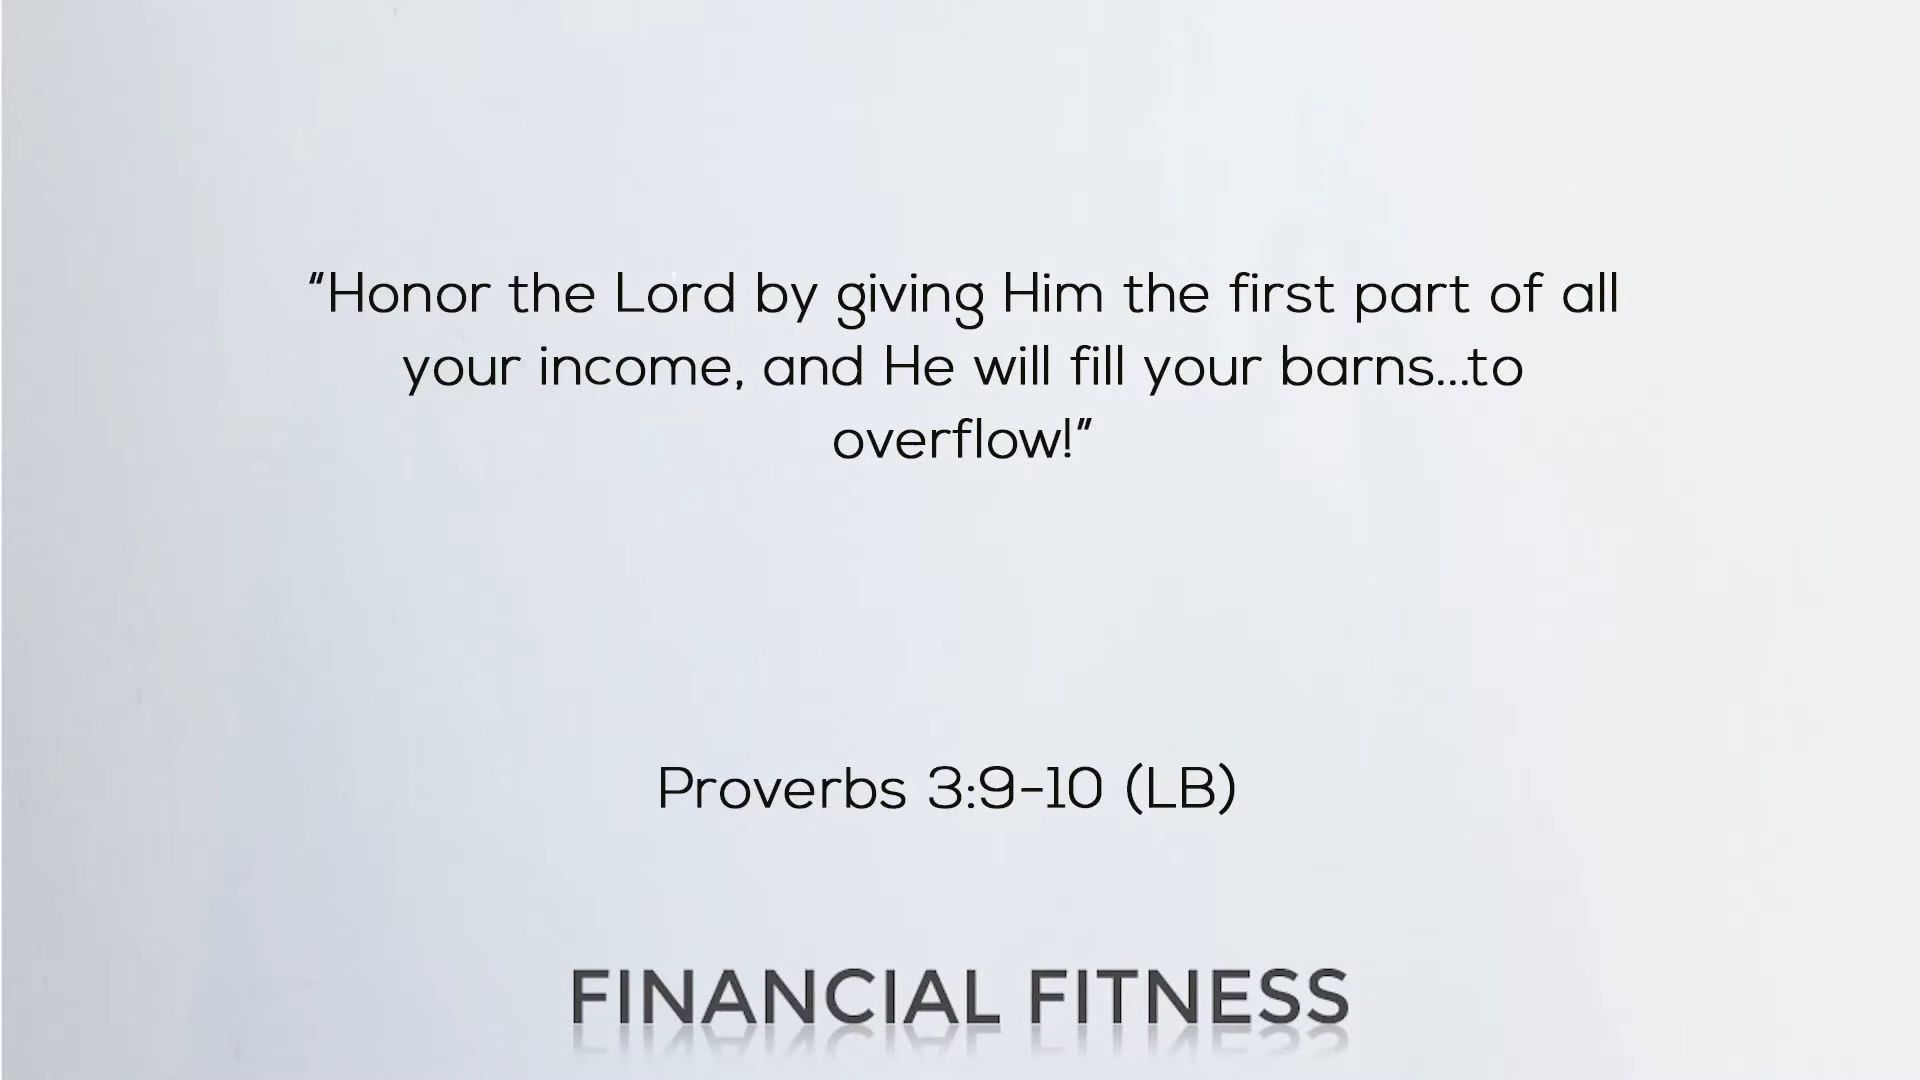 “Honor the Lord by giving Him the first part of all
your income, and He will fill your barns...to
overflow!”
Proverbs 3:9-10 (LB)
FINANCIAL FITNESS